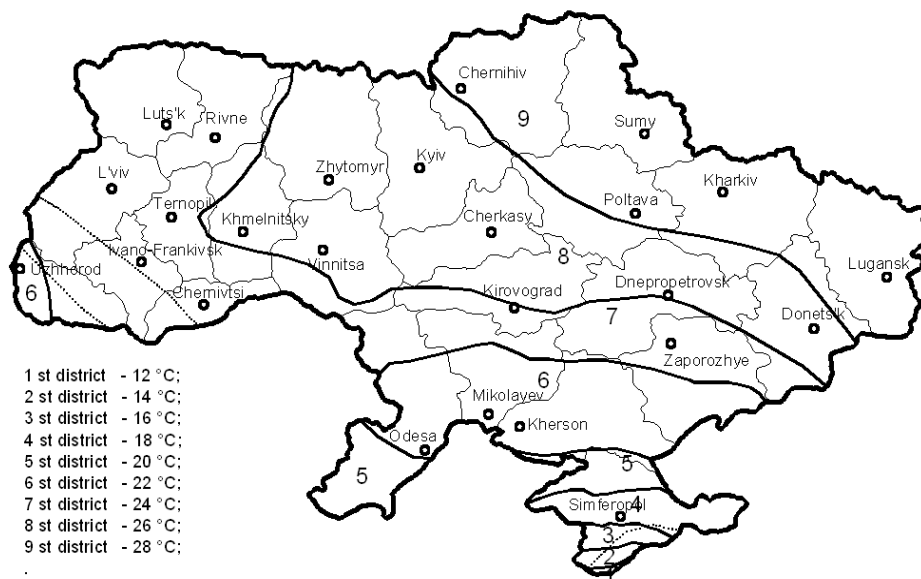 Chernihiv
9
Luts'k
Rivne
Sumy
L'viv
Zhytomyr
Kyiv
Kharkiv
Ternopil
Poltava
Khmelnitsky
Cherkasy
Ivano-Frankivsk
Vinnitsa
8
Uzhhorod
Lugansk
6
Chernivtsi
Kirovograd
Dnepropetrovsk
7
Donets'k
Zaporozhye
6
Mikolayev
Kherson
Odesa
5
5
4
Simferopol
3
2
1
1 st district - 12 °C;
2 st district - 14 °C;
3 st district - 16 °C;
4 st district - 18 °C;
5 st district - 20 °C;
6 st district - 22 °C;
7 st district - 24 °C;
8 st district - 26 °C;
9 st district - 28 °C;
.